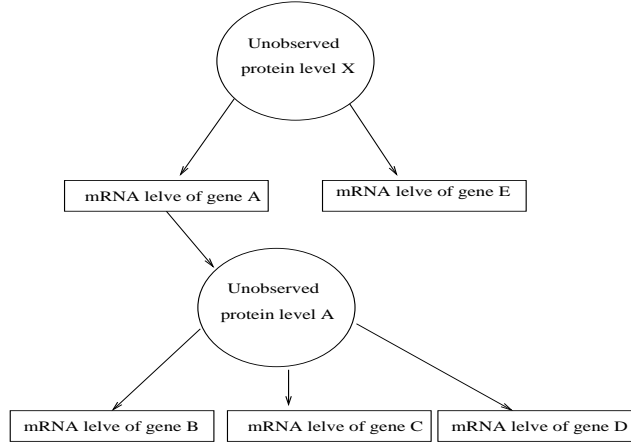 Unobserved
protein level X
mRNA lelve of gene A
mRNA lelve of gene E
Unobserved
protein level A
mRNA lelve of gene B
mRNA lelve of gene C
mRNA lelve of gene D